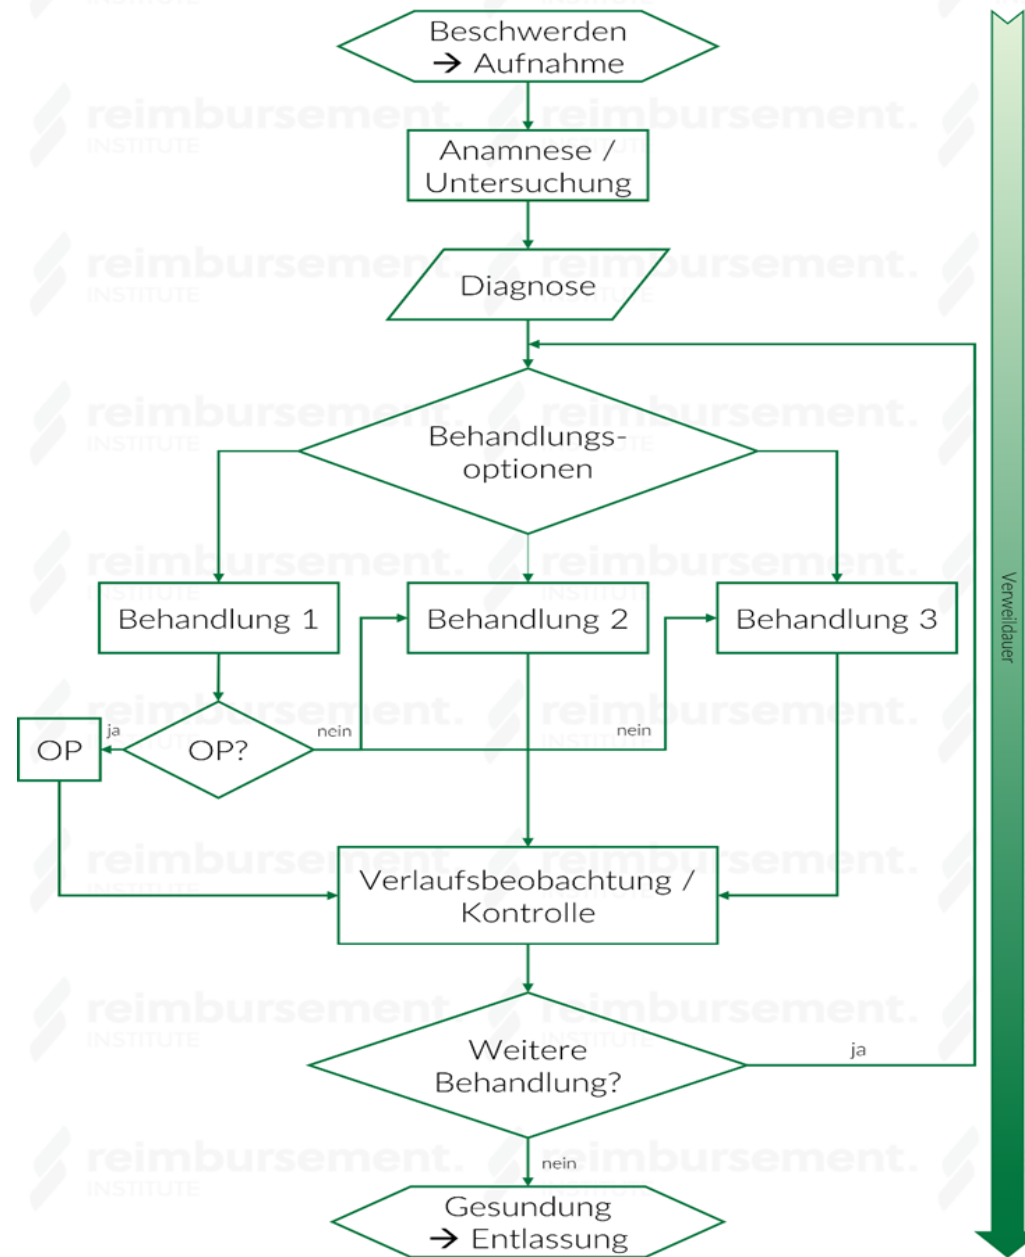 Beschwerden
→ Aufnahme
Anamnese /
Untersuchung
Diagnose
Behandlungs-
optionen
Behandlung 1
Behandlung 2
Behandlung 3
OP
ja
OP?
nein
nein
Verlaufsbeobachtung /
Kontrolle
Weitere
Behandlung?
ja
nein
Gesundung
→ Entlassung
Verweildauer
reimbursement.
INSTITUTE